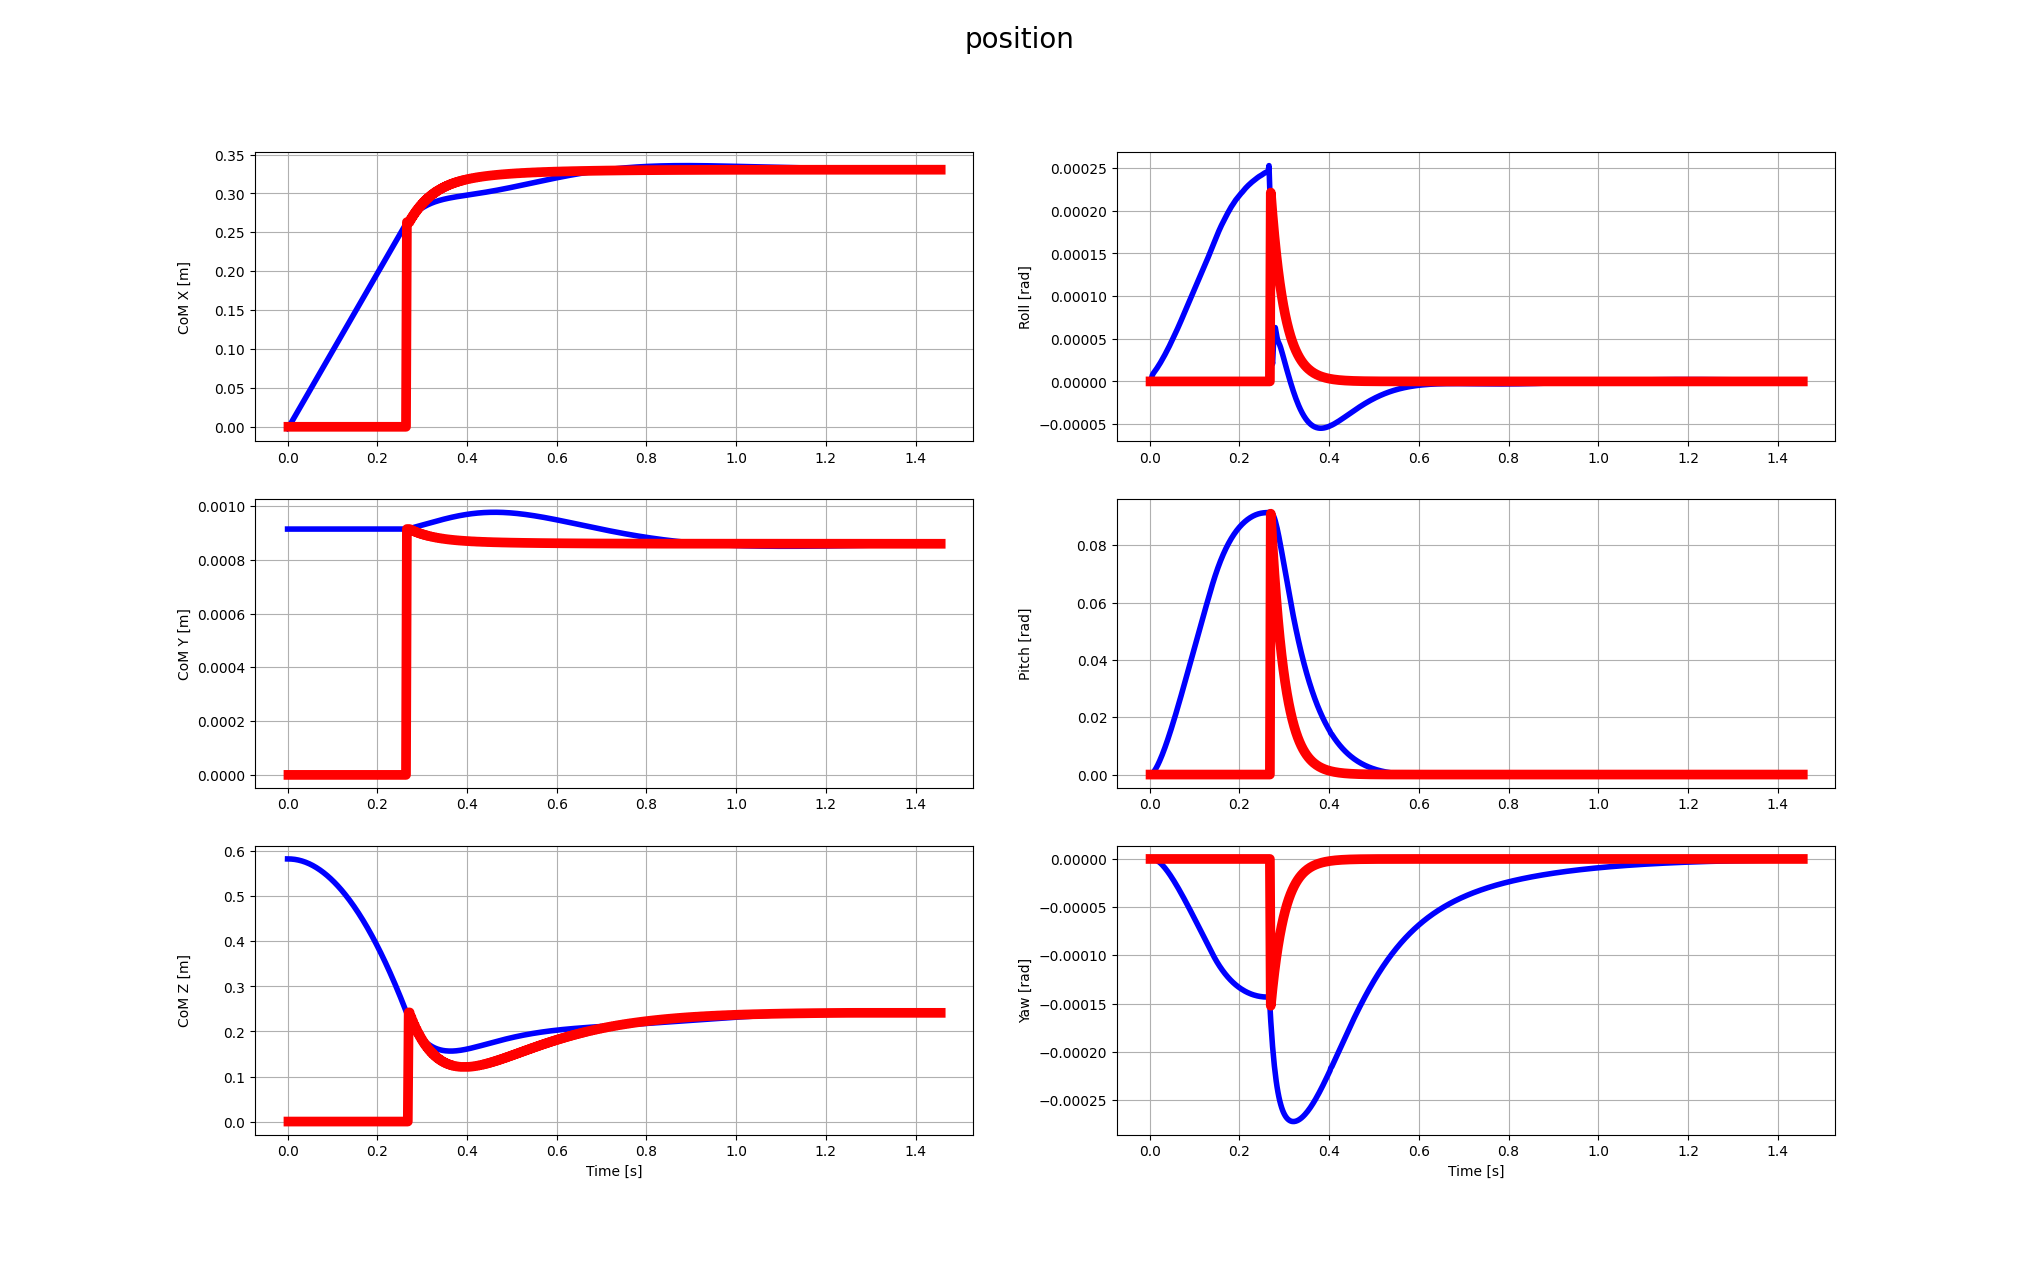 position
0.35
0.30
0.25
0.20
0.15
0.10
0.05
0.00
CoM X [m]
0.0 0.2 0.4 0.6 0.8 1.0 1.2 1.4
0.00025
0.00020
0.00015
0.00010
0.00005
0.00000
−0.00005
Roll [rad]
0.0 0.2 0.4 0.6 0.8 1.0 1.2 1.4
0.0010
0.0008
0.0006
0.0004
0.0002
0.0000
CoM Y [m]
0.0 0.2 0.4 0.6 0.8 1.0 1.2 1.4
0.08
0.06
0.04
0.02
0.00
Pitch [rad]
0.0 0.2 0.4 0.6 0.8 1.0 1.2 1.4
0.6
0.5
0.4
0.3
0.2
0.1
0.0
CoM Z [m]
0.0 0.2 0.4 0.6 0.8 1.0 1.2 1.4
Time [s]
0.00000
−0.00005
−0.00010
−0.00015
−0.00020
−0.00025
Yaw [rad]
0.0 0.2 0.4 0.6 0.8 1.0 1.2 1.4
Time [s]